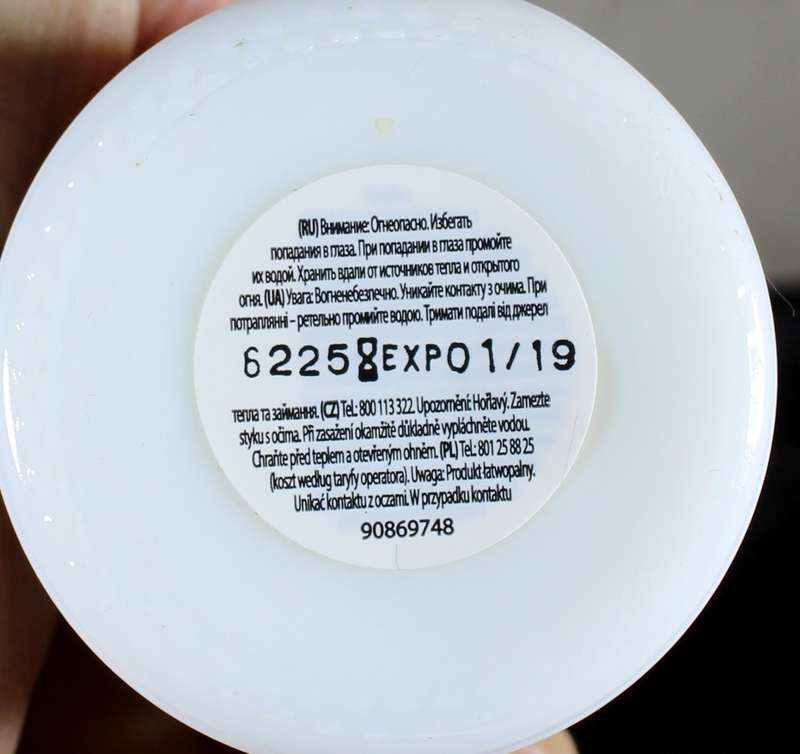 (RU) Внимание: Огнеопасно. Избегать
попадания в глаза. При попадании в глаза промойте
их водой. Хранить вдали от источников тепла и открытого
огня. (UA) Увага: Вогненебезпечно. Уникайте контакту з очима. При
потраплянні – ретельно промийте водою. Тримати подалі від джерел
62258EXP01/19
тепла та займання. (CZ) Tel.: 800 113 322. Upozornění: Hořlavý. Zamezte
styku s očima. Při zasažení okamžitě důkladně vypláchněte vodou.
Chraňte před teplem a otevřeným ohněm. (PL) Tel.: 801 25 88 25
(koszt według taryfy operatora). Uwaga: Produkt łatwopalny.
Unikać kontaktu z oczami. W przypadku kontaktu
90869748